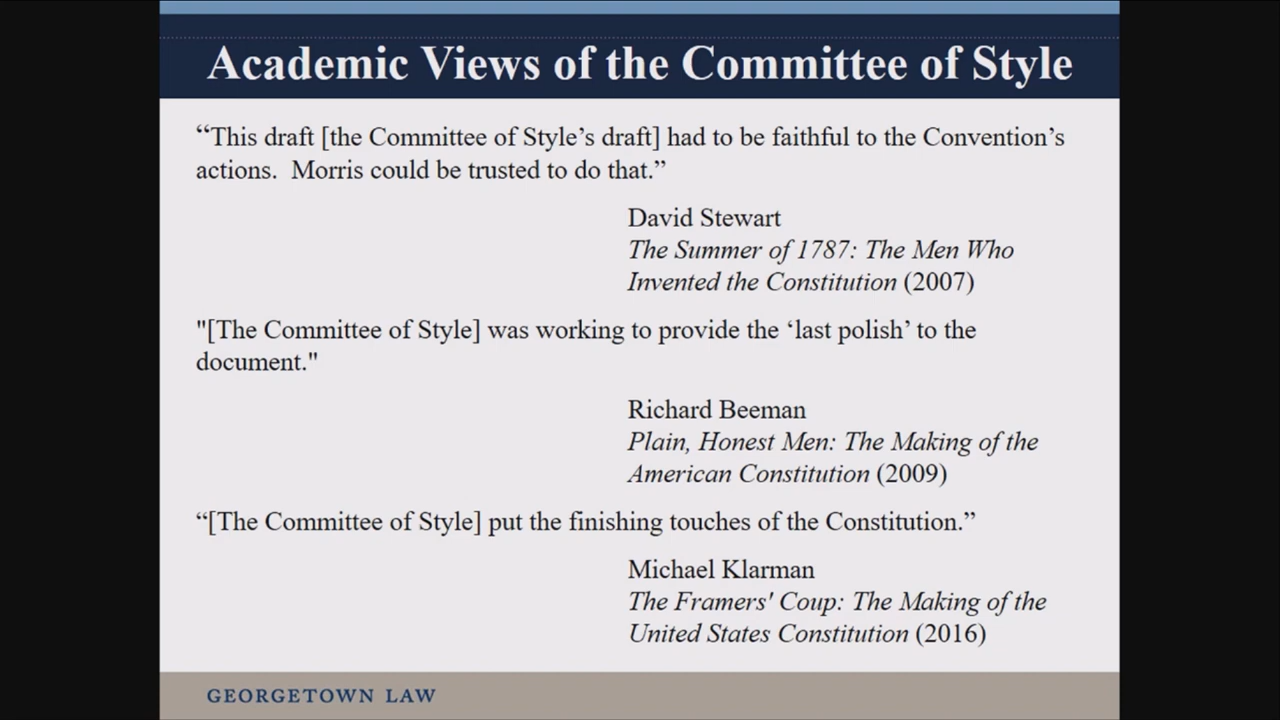 Academic Views of the Committee of Style
“This draft [the Committee of Style’s draft] had to be faithful to the Convention’s
actions.  Morris could be trusted to do that.”
David Stewart
The Summer of 1787: The Men Who
Invented the Constitution (2007)
"[The Committee of Style] was working to provide the ‘last polish’ to the
document."
Richard Beeman
Plain, Honest Men: The Making of the
American Constitution (2009)
“[The Committee of Style] put the finishing touches of the Constitution.”
Michael Klarman
The Framers' Coup: The Making of the
United States Constitution (2016)
GEORGETOWN LAW